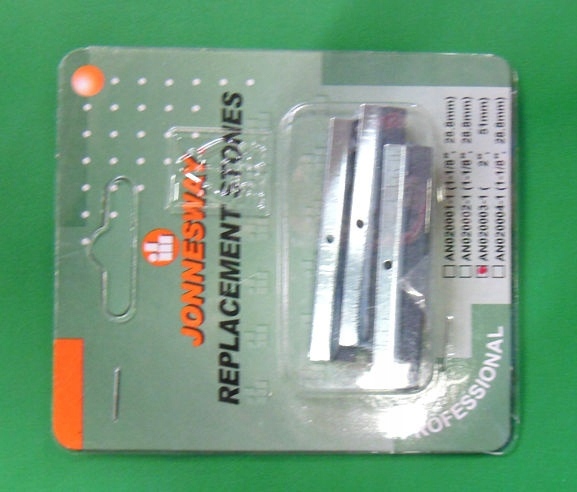 JONNESWAY
REPLACEMENT STONES
AN020001-1 (1-1/8", 28.8mm)
AN020002-1 (1-1/8", 28.8mm)
AN020003-1 ( 2", 51mm)
AN020004-1 (1-1/8", 28.8mm)
PROFESSIONAL